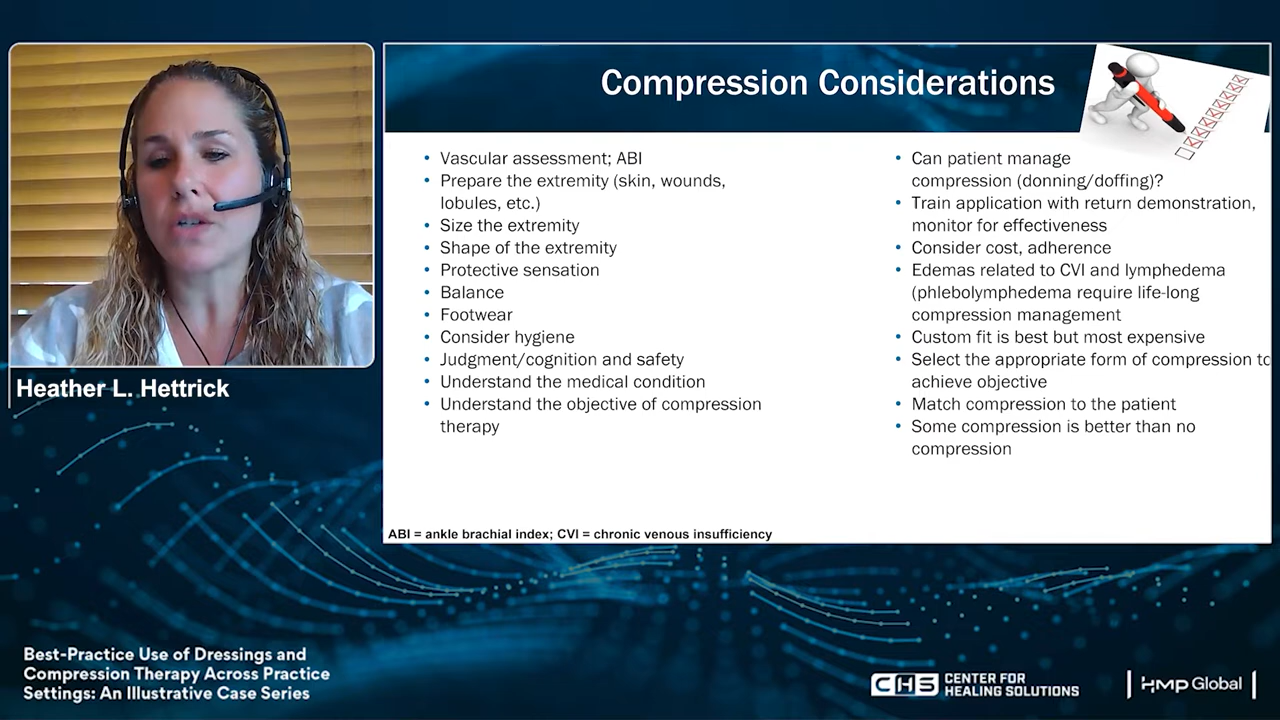 Compression Considerations
• Vascular assessment; ABI
• Prepare the extremity (skin, wounds,
lobules, etc.)
• Size the extremity
• Shape of the extremity
• Protective sensation
• Balance
• Footwear
• Consider hygiene
• Judgment/cognition and safety
• Understand the medical condition
• Understand the objective of compression
therapy
• Can patient manage
compression (donning/doffing)?
• Train application with return demonstration,
monitor for effectiveness
• Consider cost, adherence
• Edemas related to CVI and lymphedema
(phlebolymphedema require life-long
compression management
• Custom fit is best but most expensive
• Select the appropriate form of compression to
achieve objective
• Match compression to the patient
• Some compression is better than no
compression
ABI = ankle brachial index; CVI = chronic venous insufficiency
Heather L. Hettrick
Best-Practice Use of Dressings and
Compression Therapy Across Practice
Settings: An Illustrative Case Series
CHS CENTER FOR
HEALING SOLUTIONS
HMP Global